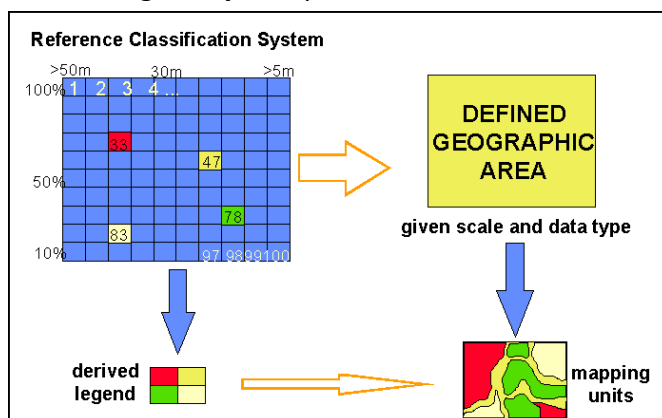 Reference Classification System
>50m 30m >5m
100% 1 2 3 4 ...
33
47
50%
78
83
10% 97 98 99 100
DEFINED
GEOGRAPHIC
AREA
given scale and data type
derived
legend
mapping
units